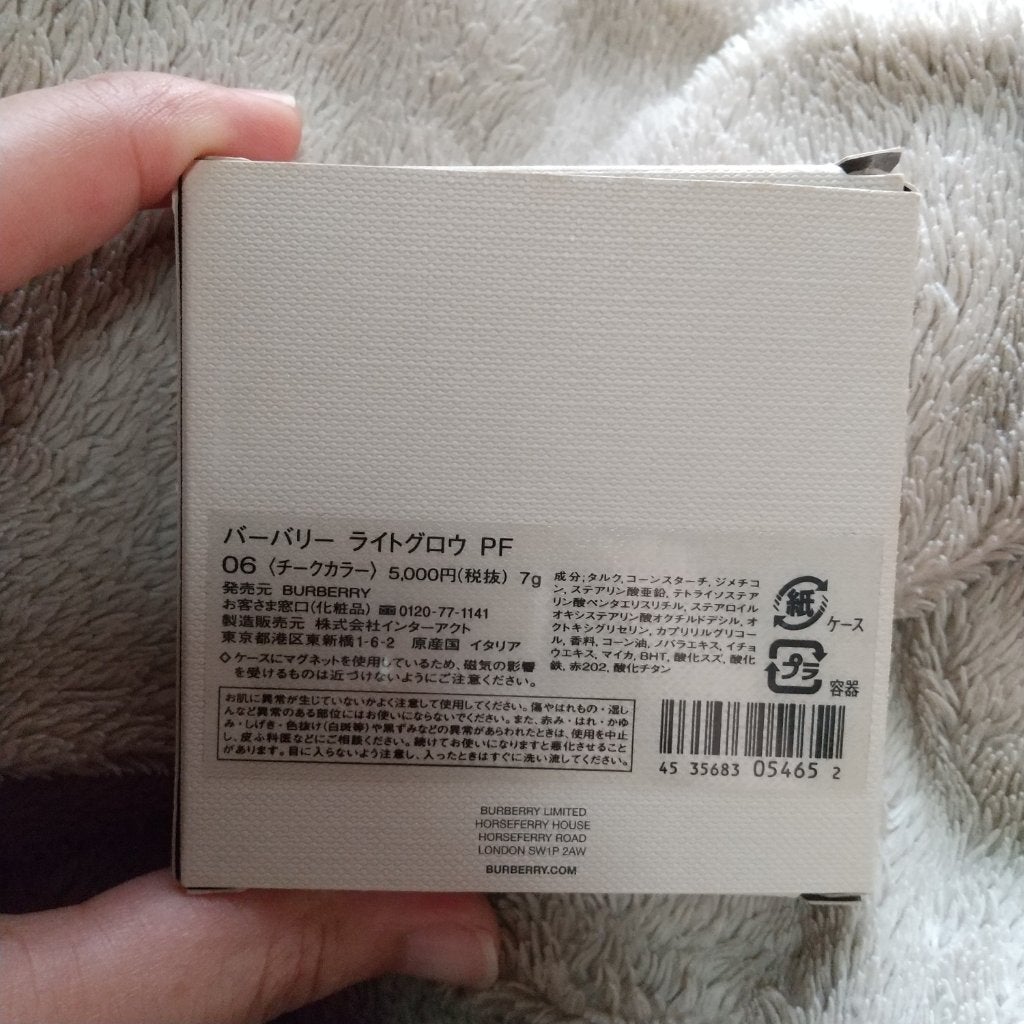 バーバリー ライトグロウ PF
06〈チークカラー〉5,000円(税抜) 7g
発売元 BURBERRY
お客さま窓口(化粧品) 0120-77-1141
製造販売元 株式会社インターアクト
東京都港区東新橋1-6-2 原産国 イタリア
◇ケースにマグネットを使用しているため、磁気の影響
を受けるものは近づけないようにご注意ください。
成分;タルク,コーンスターチ,ジメチコ
ン,ステアリン酸亜鉛,テトライソステア
リン酸ペンタエリスリチル,ステアロイル
オキシステアリン酸オクチルドデシル,オ
クトキシグリセリン,カプリリルグリコー
ル,香料,コーン油,ノバラエキス,イチョ
ウエキス,マイカ,BHT,酸化スズ,酸化
鉄,赤202,酸化チタン
紙
ケース
プラ
容器
お肌に異常が生じていないかよく注意して使用してください。傷やはれもの・湿し
んなど異常のある部位にはお使いにならないでください。また、赤み・はれ・かゆ
み・しげき・色抜け(白斑等)や黒ずみなどの異常があらわれたときは、使用を中止
し、皮ふ科医などにご相談ください。続けてお使いになりますと悪化させること
があります。目に入らないよう注意し、入ったときはすぐに洗い流してください。
45 35683 05465 2
BURBERRY LIMITED
HORSEFERRY HOUSE
HORSEFERRY ROAD
LONDON SW1P 2AW
BURBERRY.COM